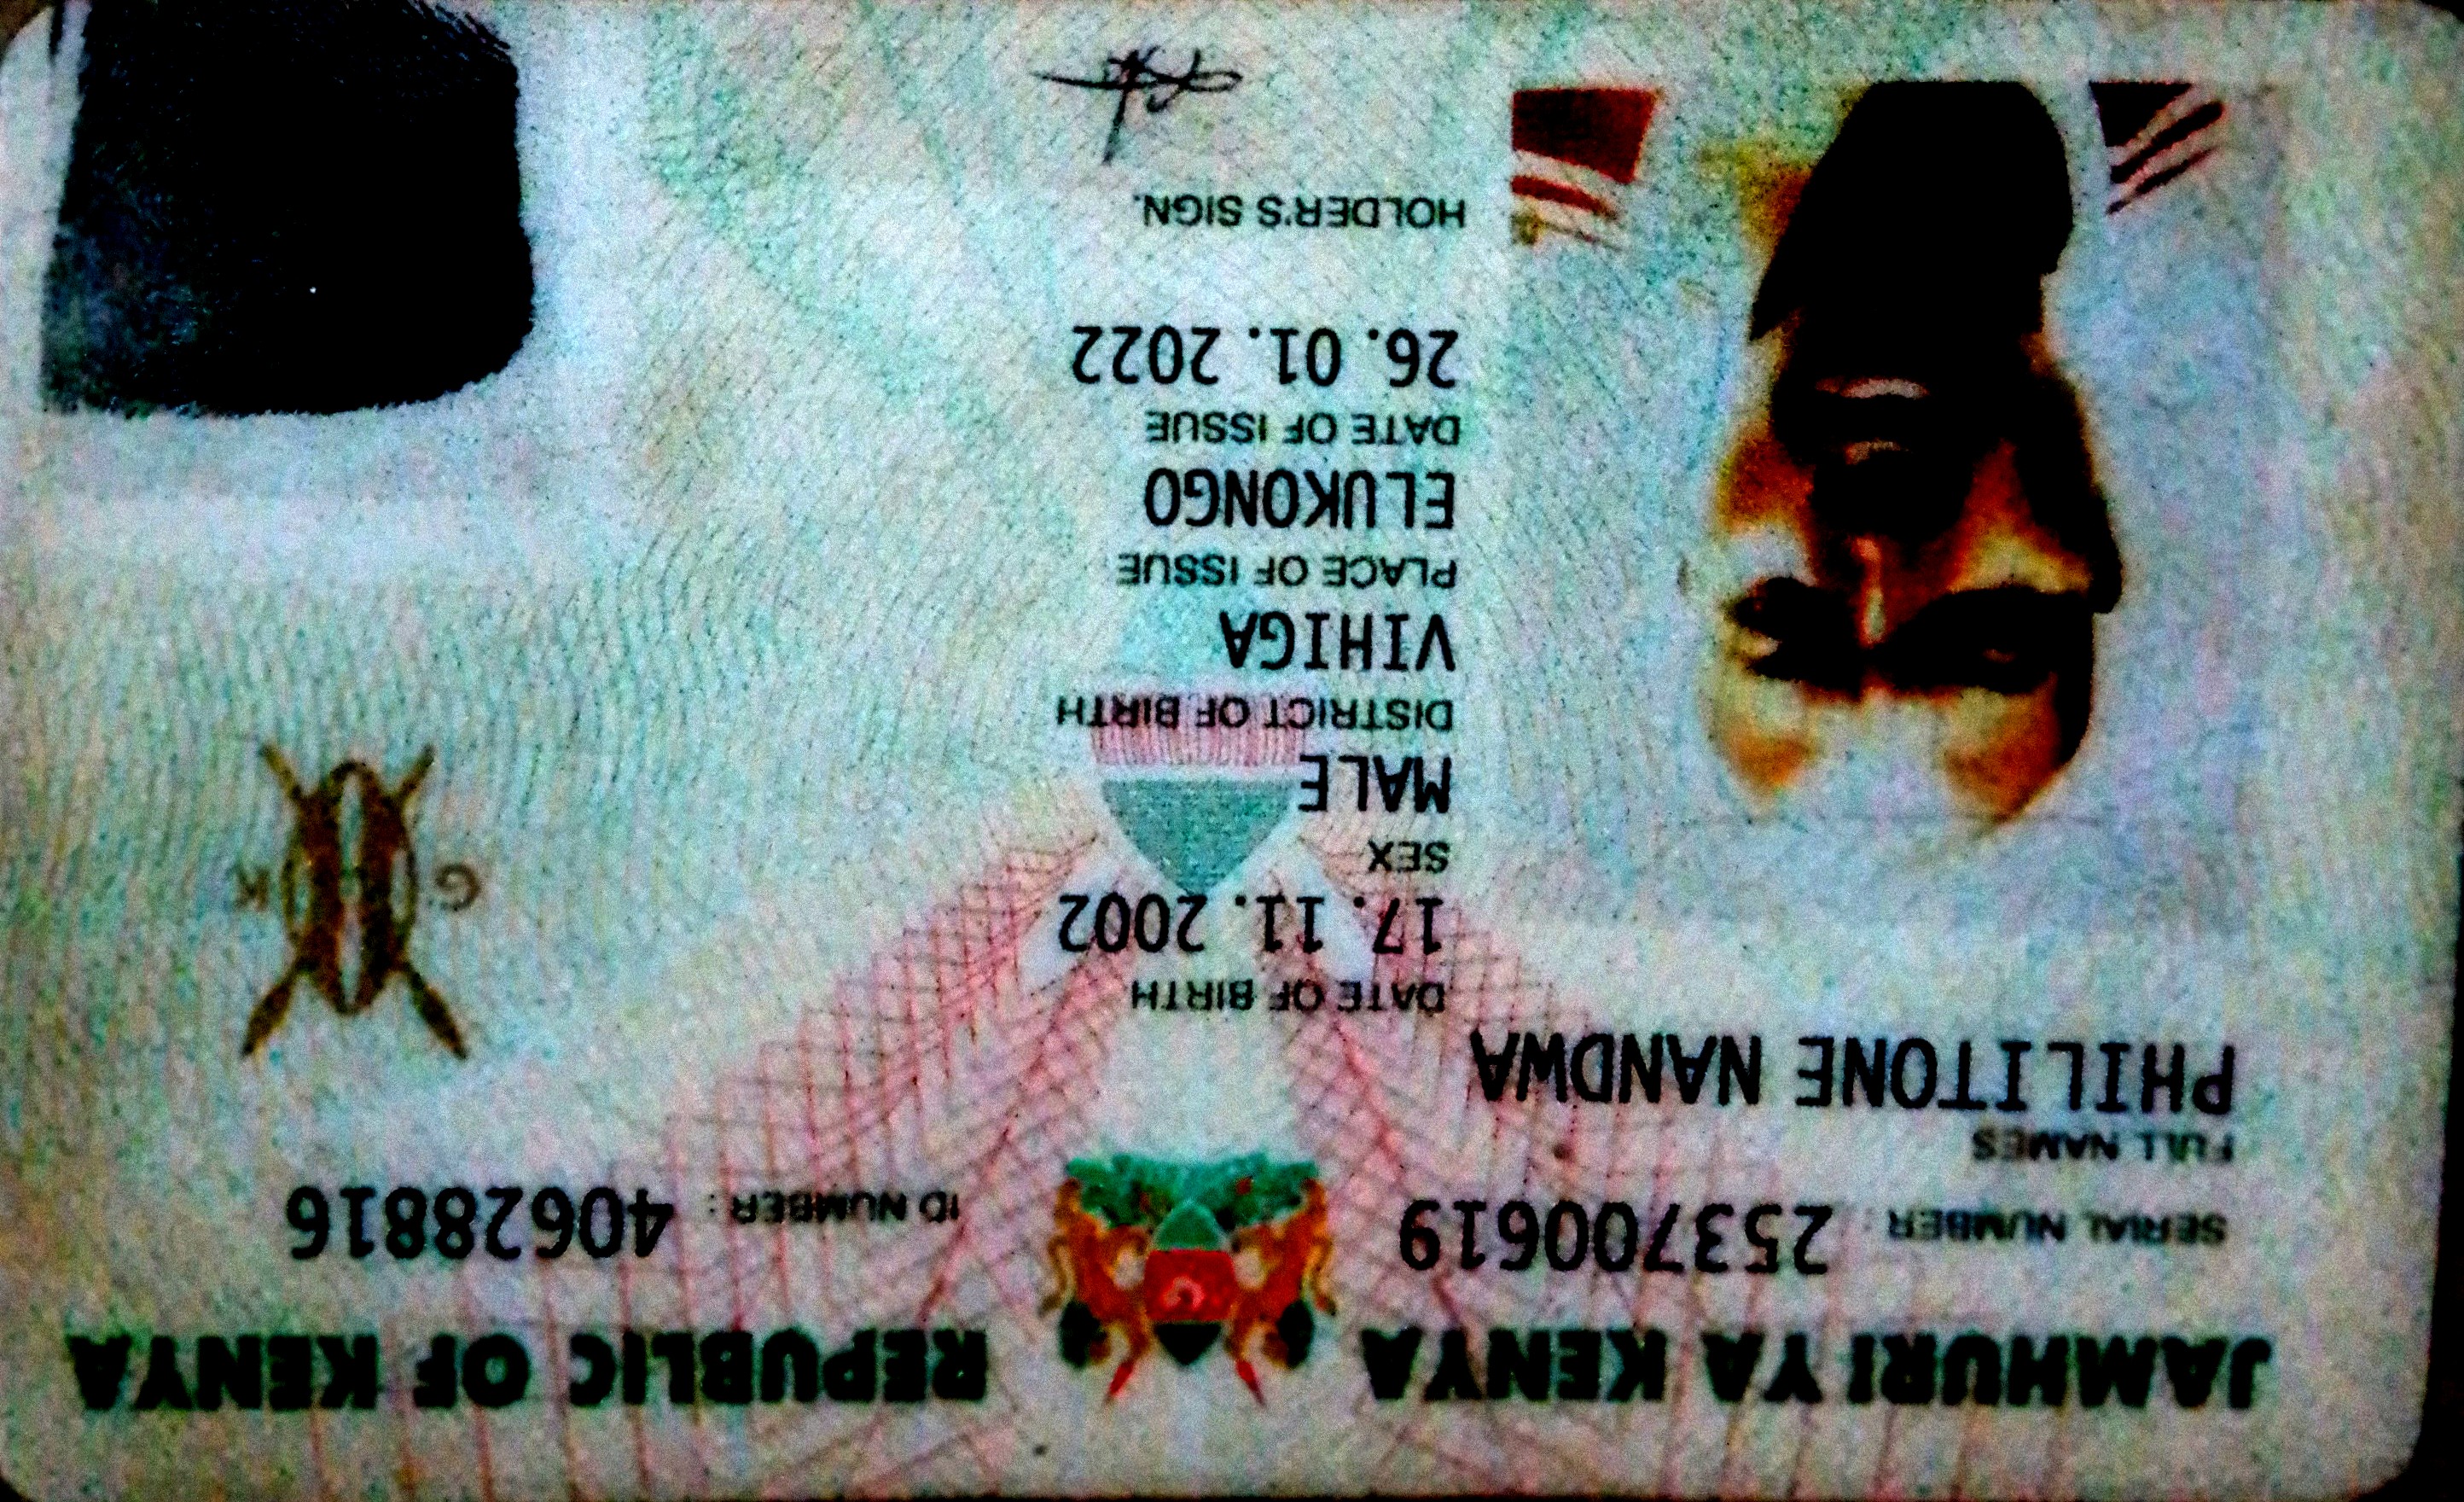 JAMHURI YA KENYA
REPUBLIC OF KENYA
SERIAL NUMBER: 253700619
ID NUMBER: 40628816
FULL NAMES
PHILITTONE NANDWA
DATE OF BIRTH
17. 11. 2002
SEX
MALE
DISTRICT OF BIRTH
VIHIGA
PLACE OF ISSUE
ELUKONGO
DATE OF ISSUE
26. 01. 2022
HOLDER'S SIGN.
G K